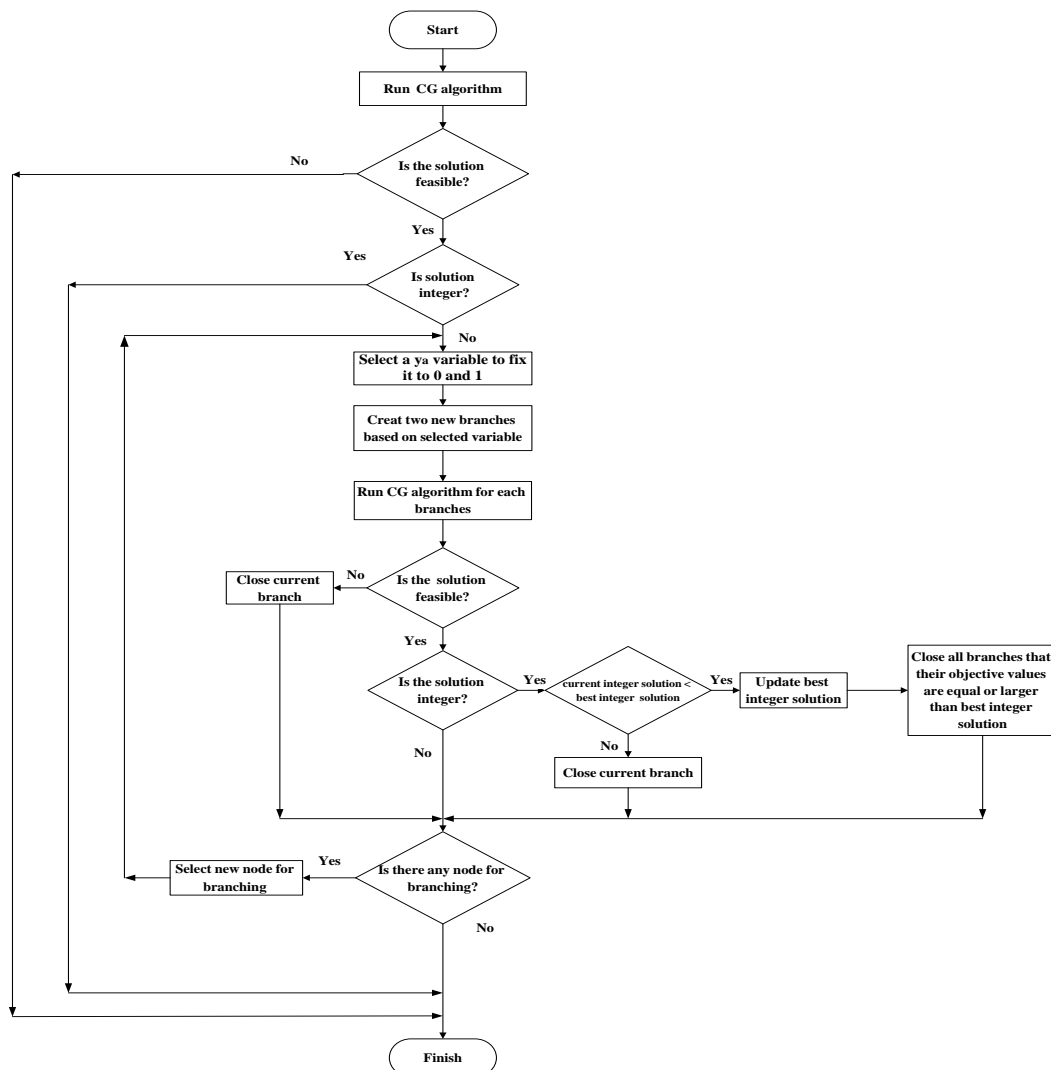 Start
Run CG algorithm
Is the solution
feasible?
No
Yes
Is solution
integer?
Yes
No
Select a ya variable to fix
it to 0 and 1
Creat two new branches
based on selected variable
Run CG algorithm for each
branches
Is the solution
feasible?
No
Close current
branch
Yes
Is the solution
integer?
Yes
current integer solution <
best integer solution
Yes
Update best
integer solution
Close all branches that
their objective values
are equal or larger
than best integer
solution
No
No
Close current branch
Is there any node for
branching?
Yes
Select new node for
branching
No
Finish